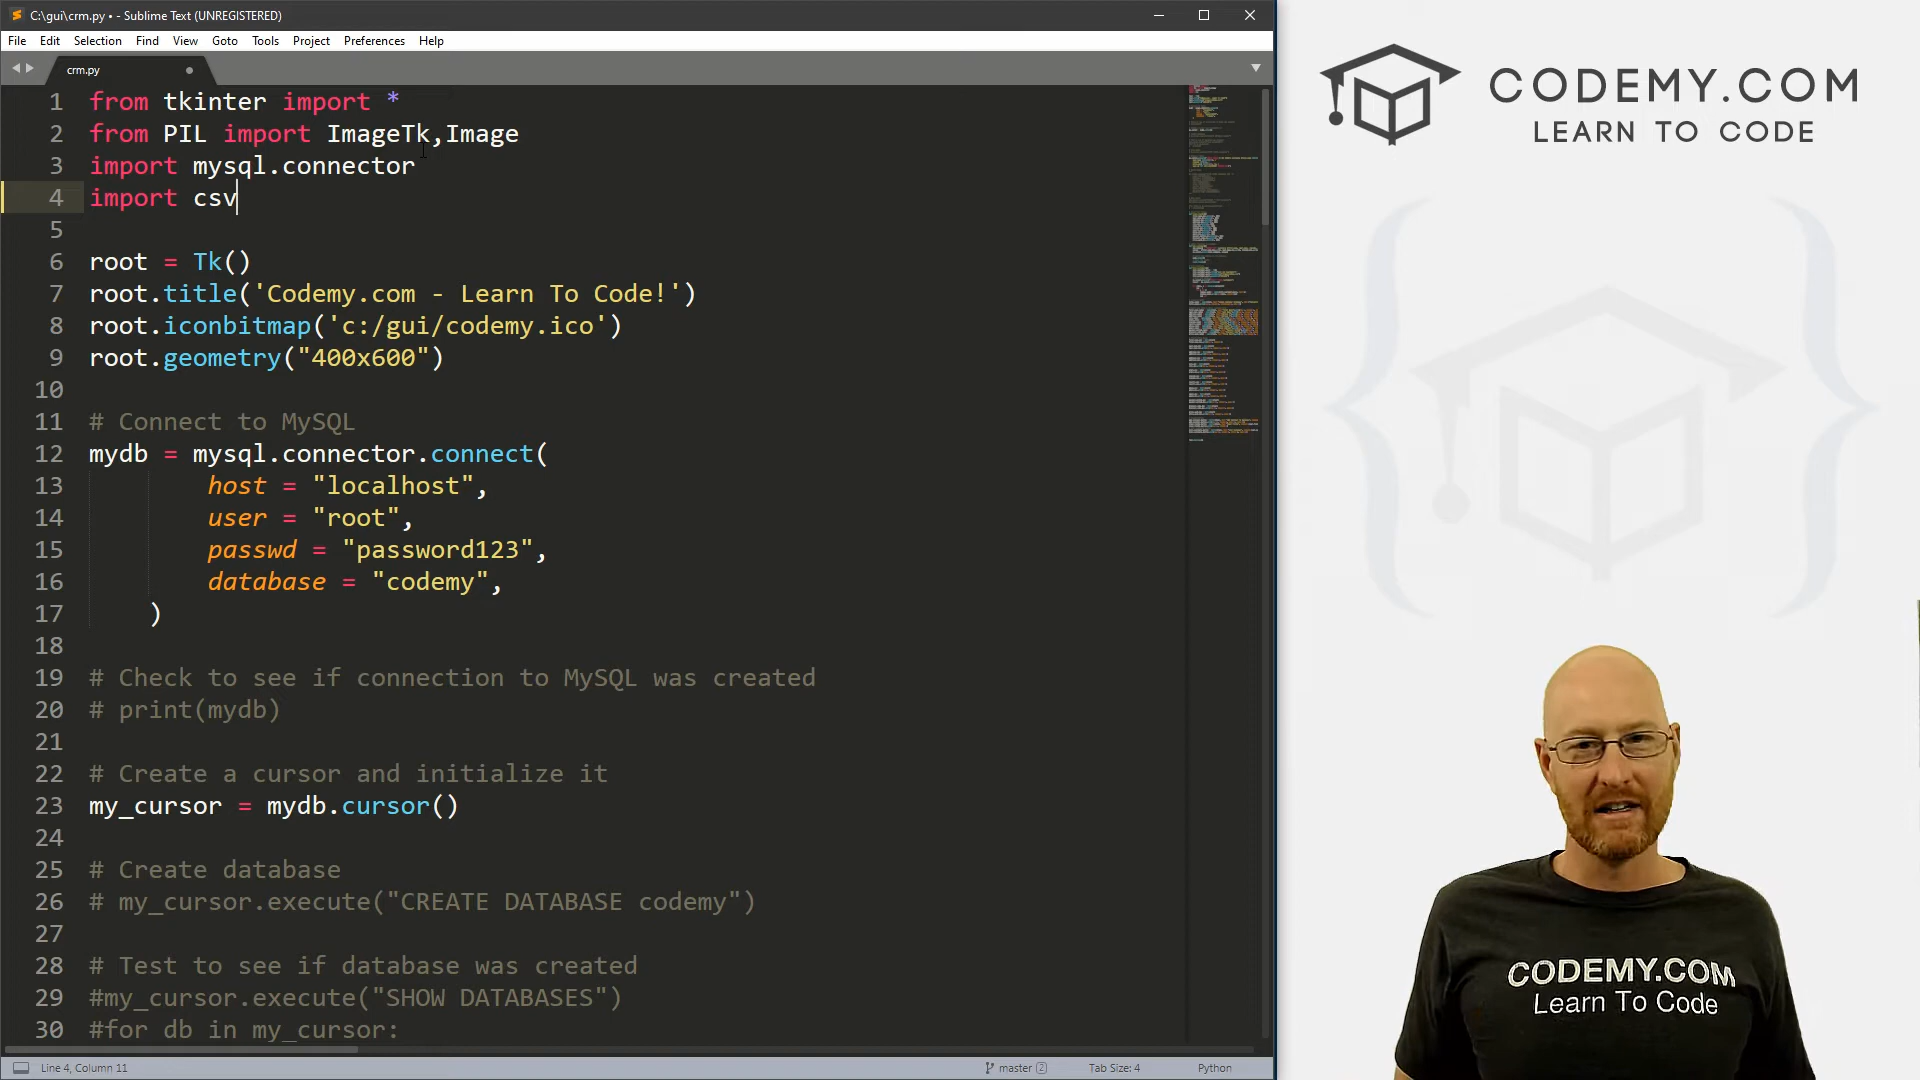 C:\gui\crm.py • - Sublime Text (UNREGISTERED)
File Edit Selection Find View Goto Tools Project Preferences Help
crm.py
1 from tkinter import *
2 from PIL import ImageTk,Image
3 import mysql.connector
4 import csv
5
6 root = Tk()
7 root.title('Codemy.com - Learn To Code!')
8 root.iconbitmap('c:/gui/codemy.ico')
9 root.geometry("400x600")
10
11 # Connect to MySQL
12 mydb = mysql.connector.connect(
13 host = "localhost",
14 user = "root",
15 passwd = "password123",
16 database = "codemy",
17 )
18
19 # Check to see if connection to MySQL was created
20 # print(mydb)
21
22 # Create a cursor and initialize it
23 my_cursor = mydb.cursor()
24
25 # Create database
26 # my_cursor.execute("CREATE DATABASE codemy")
27
28 # Test to see if database was created
29 #my_cursor.execute("SHOW DATABASES")
30 #for db in my_cursor:
Line 4, Column 11
master 2
Tab Size: 4
Python
CODEMY.COM
LEARN TO CODE
CODEMY.COM
Learn To Code